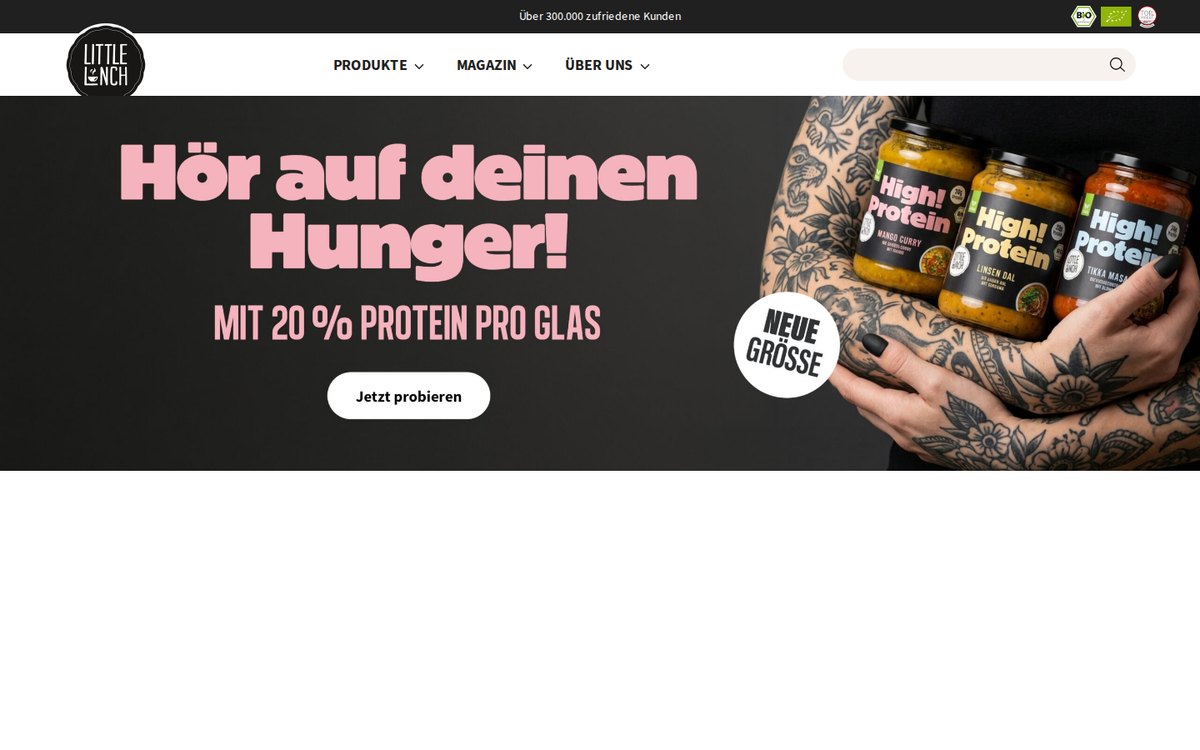 Über 300.000 zufriedene Kunden
BIO
LITTLE
LUNCH
PRODUKTE
MAGAZIN
ÜBER UNS
Hör auf deinen
Hunger!
MIT 20 % PROTEIN PRO GLAS
Jetzt probieren
NEUE
GRÖSSE
High!
Protein
MANGO CURRY
High!
Protein
LINSEN DAL
High!
Protein
TIKKA MASA